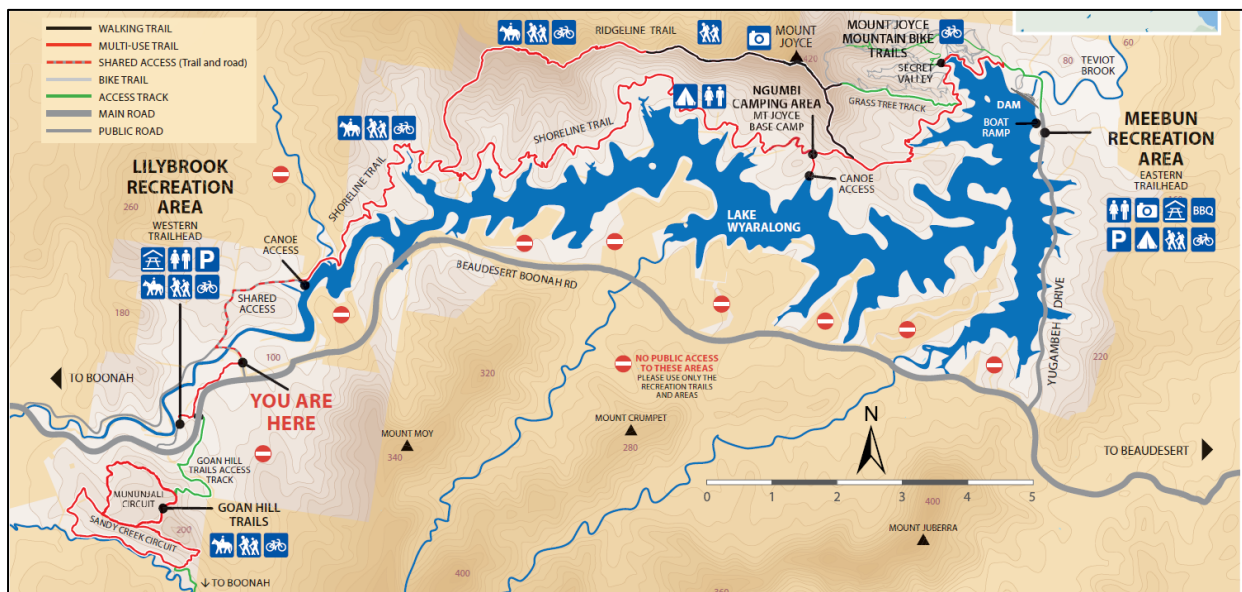 WALKING TRAIL
MULTI-USE TRAIL
SHARED ACCESS (Trail and road)
BIKE TRAIL
ACCESS TRACK
MAIN ROAD
PUBLIC ROAD
RIDGELINE TRAIL
MOUNT
JOYCE
420
MOUNT JOYCE
MOUNTAIN BIKE
TRAILS
SECRET
VALLEY
60
80
TEVIOT
BROOK
NGUMBI
CAMPING AREA
MT JOYCE
BASE CAMP
GRASS TREE TRACK
DAM
BOAT
RAMP
MEEBUN
RECREATION
AREA
EASTERN
TRAILHEAD
BBQ
P
SHORELINE TRAIL
SHORELINE TRAIL
CANOE
ACCESS
LILYBROOK
RECREATION
AREA
WESTERN
TRAILHEAD
P
260
CANOE
ACCESS
LAKE
WYARALONG
BEAUDESERT BOONAH RD
SHARED
ACCESS
180
100
YUGAMBEH DRIVE
220
TO BOONAH
YOU ARE
HERE
320
NO PUBLIC ACCESS
TO THESE AREAS
PLEASE USE ONLY THE
RECREATION TRAILS
AND AREAS
MOUNT CRUMPET
280
MOUNT MOY
340
N
TO BEAUDESERT
GOAN HILL
TRAILS ACCESS
TRACK
MUNUNJALI
CIRCUIT
GOAN HILL
TRAILS
200
SANDY CREEK CIRCUIT
0 1 2 3 4 5
400
MOUNT JUBERRA
TO BOONAH
400